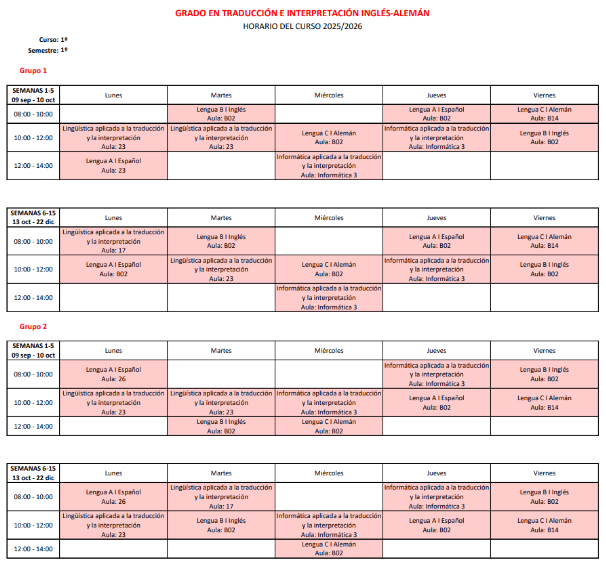 GRADO EN TRADUCCIÓN E INTERPRETACIÓN INGLÉS-ALEMÁN
HORARIO DEL CURSO 2025/2026
Curso: 1º
Semestre: 1º
Grupo 1
SEMANAS 1-5
09 sep - 10 oct
Lunes
Martes
Miércoles
Jueves
Viernes
08:00 - 10:00
Lengua B I Inglés
Aula: B02
Lengua A I Español
Aula: B02
Lengua C I Alemán
Aula: B14
10:00 - 12:00
Lingüística aplicada a la traducción
y la interpretación
Aula: 23
Lingüística aplicada a la traducción
y la interpretación
Aula: 23
Lengua C I Alemán
Aula: B02
Informática aplicada a la traducción
y la interpretación
Aula: Informática 3
Lengua B I Inglés
Aula: B02
12:00 - 14:00
Lengua A I Español
Aula: 23
Informática aplicada a la traducción
y la interpretación
Aula: Informática 3
SEMANAS 6-15
13 oct - 22 dic
Lunes
Martes
Miércoles
Jueves
Viernes
08:00 - 10:00
Lingüística aplicada a la traducción
y la interpretación
Aula: 17
Lengua B I Inglés
Aula: B02
Lengua A I Español
Aula: B02
Lengua C I Alemán
Aula: B14
10:00 - 12:00
Lengua A I Español
Aula: B02
Lingüística aplicada a la traducción
y la interpretación
Aula: 23
Lengua C I Alemán
Aula: B02
Informática aplicada a la traducción
y la interpretación
Aula: Informática 3
Lengua B I Inglés
Aula: B02
12:00 - 14:00
Informática aplicada a la traducción
y la interpretación
Aula: Informática 3
Grupo 2
SEMANAS 1-5
09 sep - 10 oct
Lunes
Martes
Miércoles
Jueves
Viernes
08:00 - 10:00
Lengua A I Español
Aula: 26
Informática aplicada a la traducción
y la interpretación
Aula: Informática 3
Lengua B I Inglés
Aula: B02
10:00 - 12:00
Lingüística aplicada a la traducción
y la interpretación
Aula: 23
Lingüística aplicada a la traducción
y la interpretación
Aula: 23
Informática aplicada a la traducción
y la interpretación
Aula: Informática 3
Lengua A I Español
Aula: B02
Lengua C I Alemán
Aula: B14
12:00 - 14:00
Lengua B I Inglés
Aula: B02
Lengua C I Alemán
Aula: B02
SEMANAS 6-15
13 oct - 22 dic
Lunes
Martes
Miércoles
Jueves
Viernes
08:00 - 10:00
Lengua A I Español
Aula: 26
Lingüística aplicada a la traducción
y la interpretación
Aula: 17
Informática aplicada a la traducción
y la interpretación
Aula: Informática 3
Lengua B I Inglés
Aula: B02
10:00 - 12:00
Lingüística aplicada a la traducción
y la interpretación
Aula: 23
Lengua B I Inglés
Aula: B02
Informática aplicada a la traducción
y la interpretación
Aula: Informática 3
Lengua A I Español
Aula: B02
Lengua C I Alemán
Aula: B14
12:00 - 14:00
Lengua C I Alemán
Aula: B02